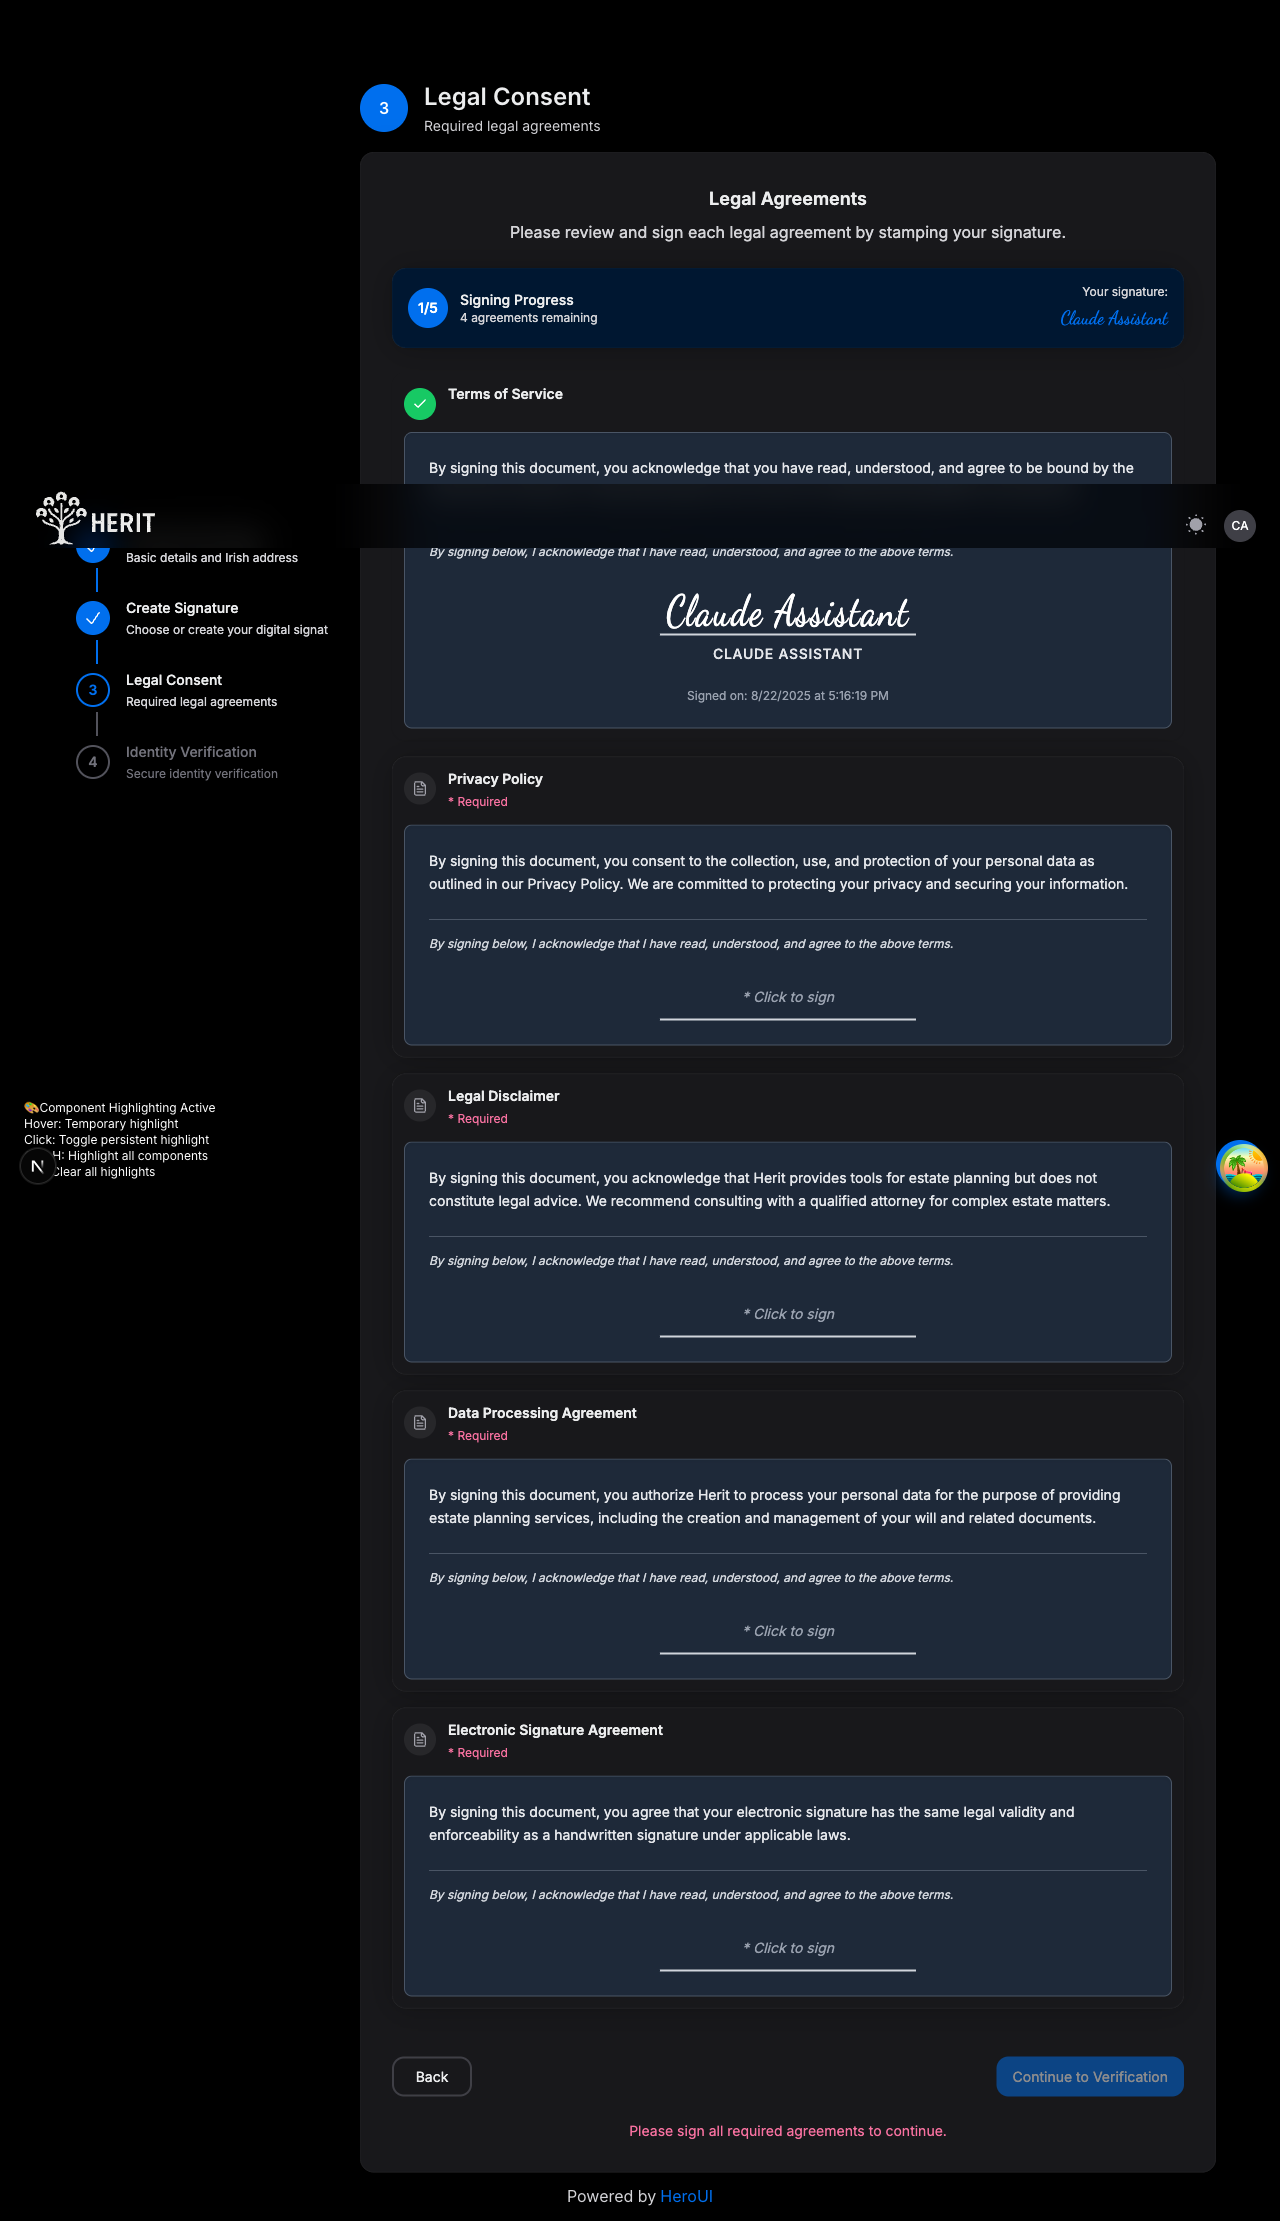 3
Legal Consent
Required legal agreements
Legal Agreements
Please review and sign each legal agreement by stamping your signature.
1/5
Signing Progress
4 agreements remaining
Your signature:
Claude Assistant
Terms of Service
By signing this document, you acknowledge that you have read, understood, and agree to be bound by the
HERIT
CA
By signing below, I acknowledge that I have read, understood, and agree to the above terms.
Claude Assistant
CLAUDE ASSISTANT
Signed on: 8/22/2025 at 5:16:19 PM
Basic details and Irish address
Create Signature
Choose or create your digital signat
3
Legal Consent
Required legal agreements
4
Identity Verification
Secure identity verification
Privacy Policy
* Required
By signing this document, you consent to the collection, use, and protection of your personal data as
outlined in our Privacy Policy. We are committed to protecting your privacy and securing your information.
By signing below, I acknowledge that I have read, understood, and agree to the above terms.
* Click to sign
Legal Disclaimer
* Required
By signing this document, you acknowledge that Herit provides tools for estate planning but does not
constitute legal advice. We recommend consulting with a qualified attorney for complex estate matters.
By signing below, I acknowledge that I have read, understood, and agree to the above terms.
* Click to sign
🎨Component Highlighting Active
Hover: Temporary highlight
Click: Toggle persistent highlight
H: Highlight all components
Clear all highlights
N
Data Processing Agreement
* Required
By signing this document, you authorize Herit to process your personal data for the purpose of providing
estate planning services, including the creation and management of your will and related documents.
By signing below, I acknowledge that I have read, understood, and agree to the above terms.
* Click to sign
Electronic Signature Agreement
* Required
By signing this document, you agree that your electronic signature has the same legal validity and
enforceability as a handwritten signature under applicable laws.
By signing below, I acknowledge that I have read, understood, and agree to the above terms.
* Click to sign
Back
Continue to Verification
Please sign all required agreements to continue.
Powered by HeroUI